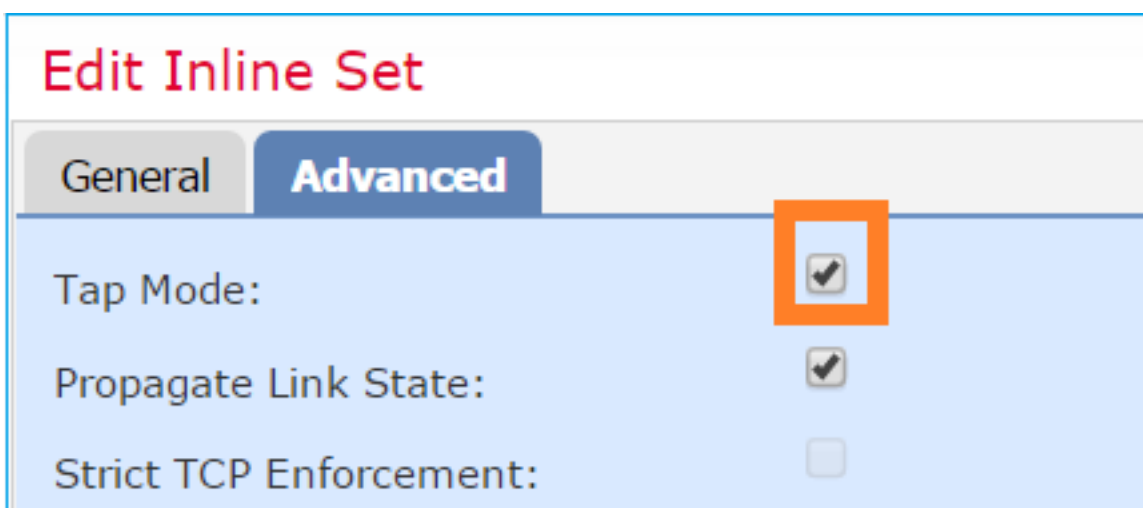 Edit Inline Set
General Advanced
Tap Mode:
Propagate Link State:
Strict TCP Enforcement: